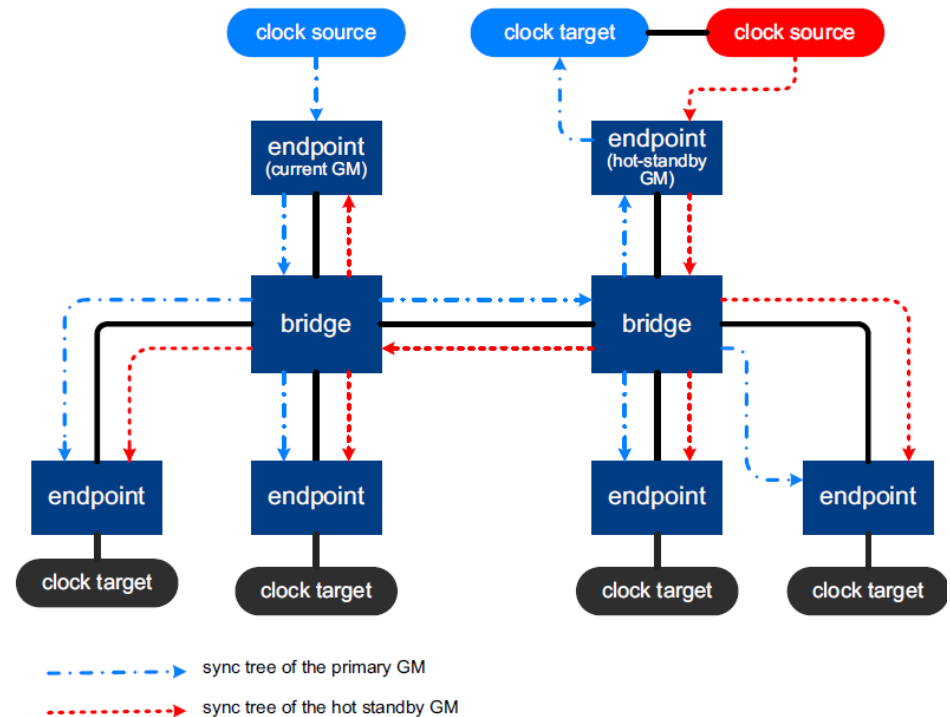 clock source
clock target
clock source
endpoint
(current GM)
endpoint
(hot-standby
GM)
bridge
bridge
endpoint
endpoint
endpoint
endpoint
clock target
clock target
clock target
clock target
sync tree of the primary GM
sync tree of the hot standby GM